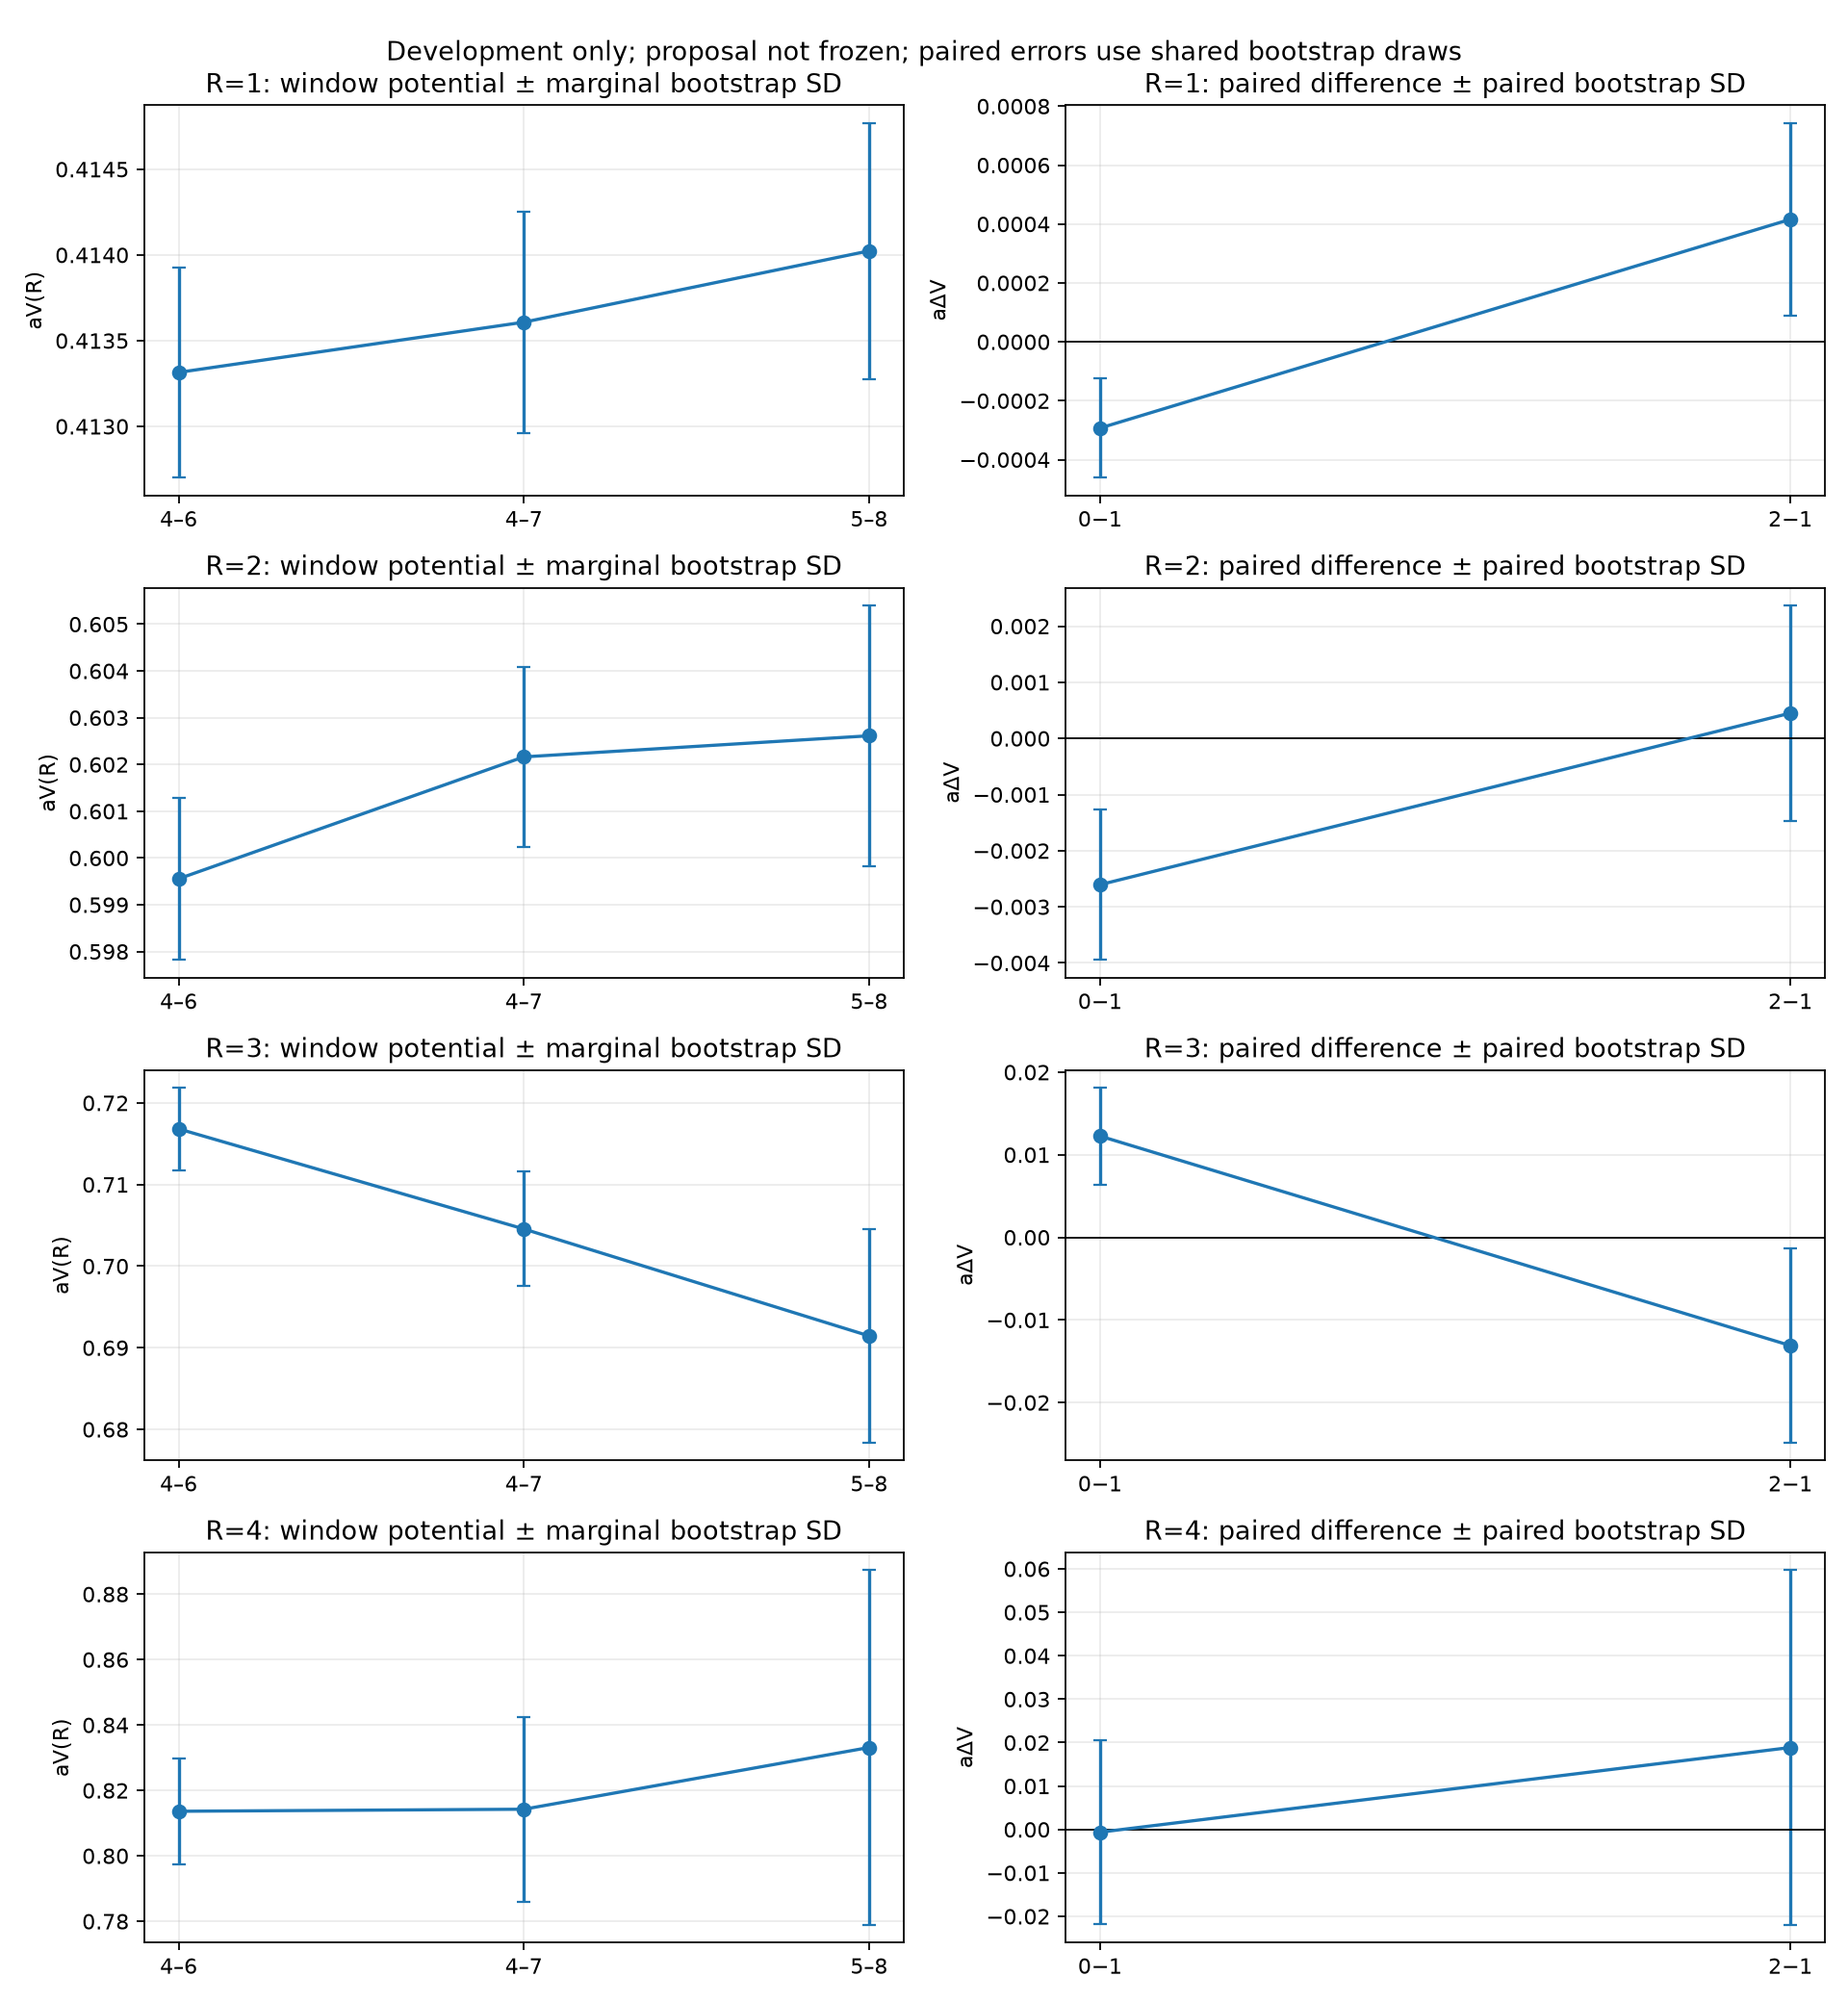 Development only; proposal not frozen; paired errors use shared bootstrap draws
R=1: window potential ± marginal bootstrap SD
aV(R)
0.4145
0.4140
0.4135
0.4130
4–6 4–7 5–8
R=1: paired difference ± paired bootstrap SD
aΔV
0.0008
0.0006
0.0004
0.0002
0.0000
−0.0002
−0.0004
0−1 2−1
R=2: window potential ± marginal bootstrap SD
aV(R)
0.605
0.604
0.603
0.602
0.601
0.600
0.599
0.598
4–6 4–7 5–8
R=2: paired difference ± paired bootstrap SD
aΔV
0.002
0.001
0.000
−0.001
−0.002
−0.003
−0.004
0−1 2−1
R=3: window potential ± marginal bootstrap SD
aV(R)
0.72
0.71
0.70
0.69
0.68
4–6 4–7 5–8
R=3: paired difference ± paired bootstrap SD
aΔV
0.02
0.01
0.00
−0.01
−0.02
0−1 2−1
R=4: window potential ± marginal bootstrap SD
aV(R)
0.88
0.86
0.84
0.82
0.80
0.78
4–6 4–7 5–8
R=4: paired difference ± paired bootstrap SD
aΔV
0.06
0.05
0.04
0.03
0.02
0.01
0.00
−0.01
−0.02
0−1 2−1